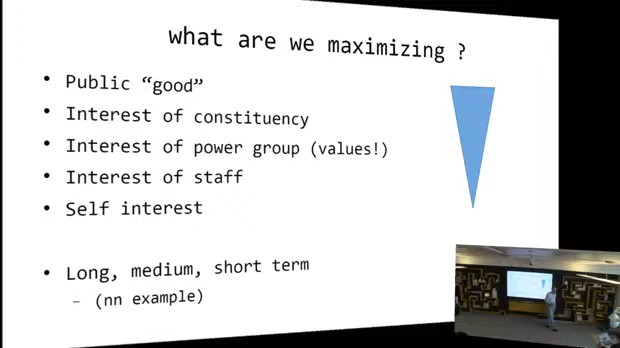 what are we maximizing ?
• Public “good”
• Interest of constituency
• Interest of power group (values!)
• Interest of staff
• Self interest
• Long, medium, short term
– (nn example)